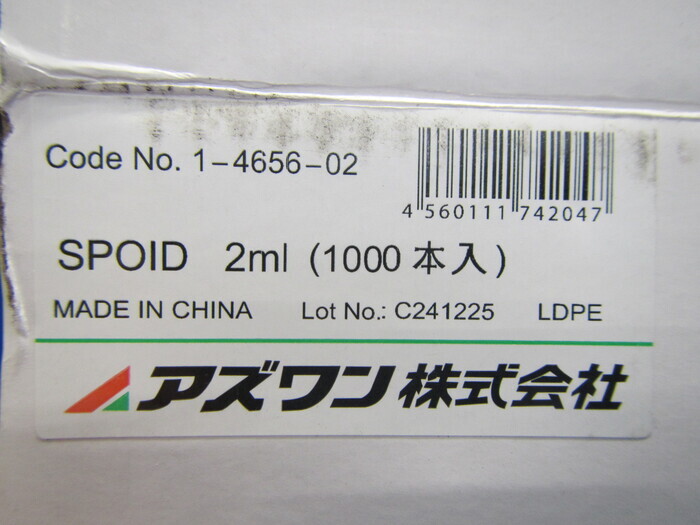 Code No. 1-4656-02
4 560111 742047
SPOID 2ml (1000 本入)
MADE IN CHINA Lot No.: C241225 LDPE
アズワン株式会社